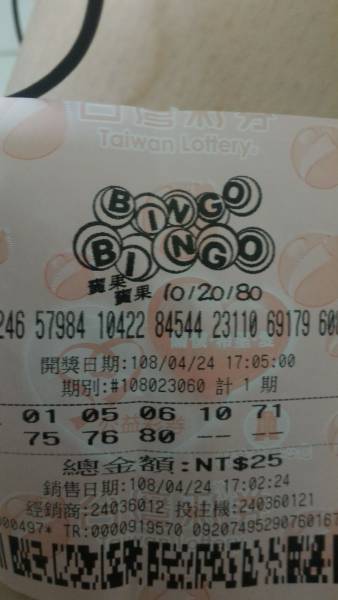 Taiwan Lottery.
BINGO
BINGO
賓果
賓果 10/20/80
246 57984 10422 84544 23110 69179 60
開獎日期:108/04/24 17:05:00
期別:#108023060 計 1 期
01 05 06 10 71
75 76 80 -- --
總金額:NT$25
銷售日期:108/04/24 17:02:24
經銷商:24036012 投注機:240360121
000497* TR:0000919570 09207495290760167